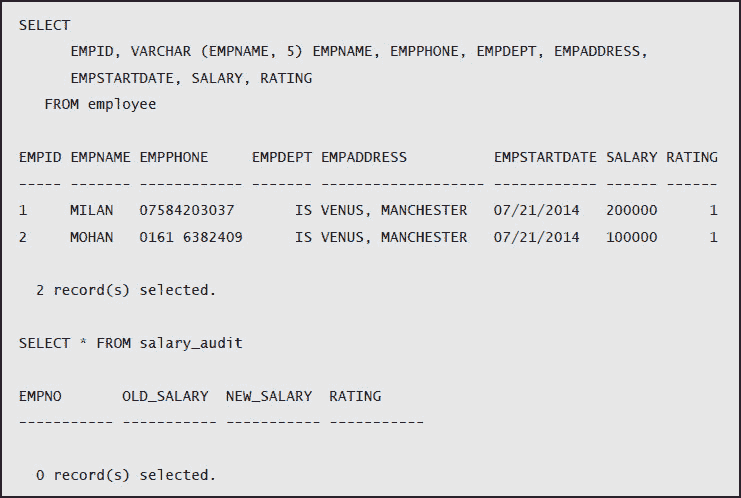 SELECT
EMPID, VARCHAR (EMPNAME, 5) EMPNAME, EMPPHONE, EMPDEPT, EMPADDRESS,
EMPSTARTDATE, SALARY, RATING
FROM employee
EMPID EMPNAME EMPPHONE EMPDEPT EMPADDRESS EMPSTARTDATE SALARY RATING
----- ------- ------------ ------- ------------------- ------------ ------ ------
1 MILAN 07584203037 IS VENUS, MANCHESTER 07/21/2014 200000 1
2 MOHAN 0161 6382409 IS VENUS, MANCHESTER 07/21/2014 100000 1
2 record(s) selected.
SELECT * FROM salary_audit
EMPNO OLD_SALARY NEW_SALARY RATING
----------- ----------- ----------- -----------
0 record(s) selected.